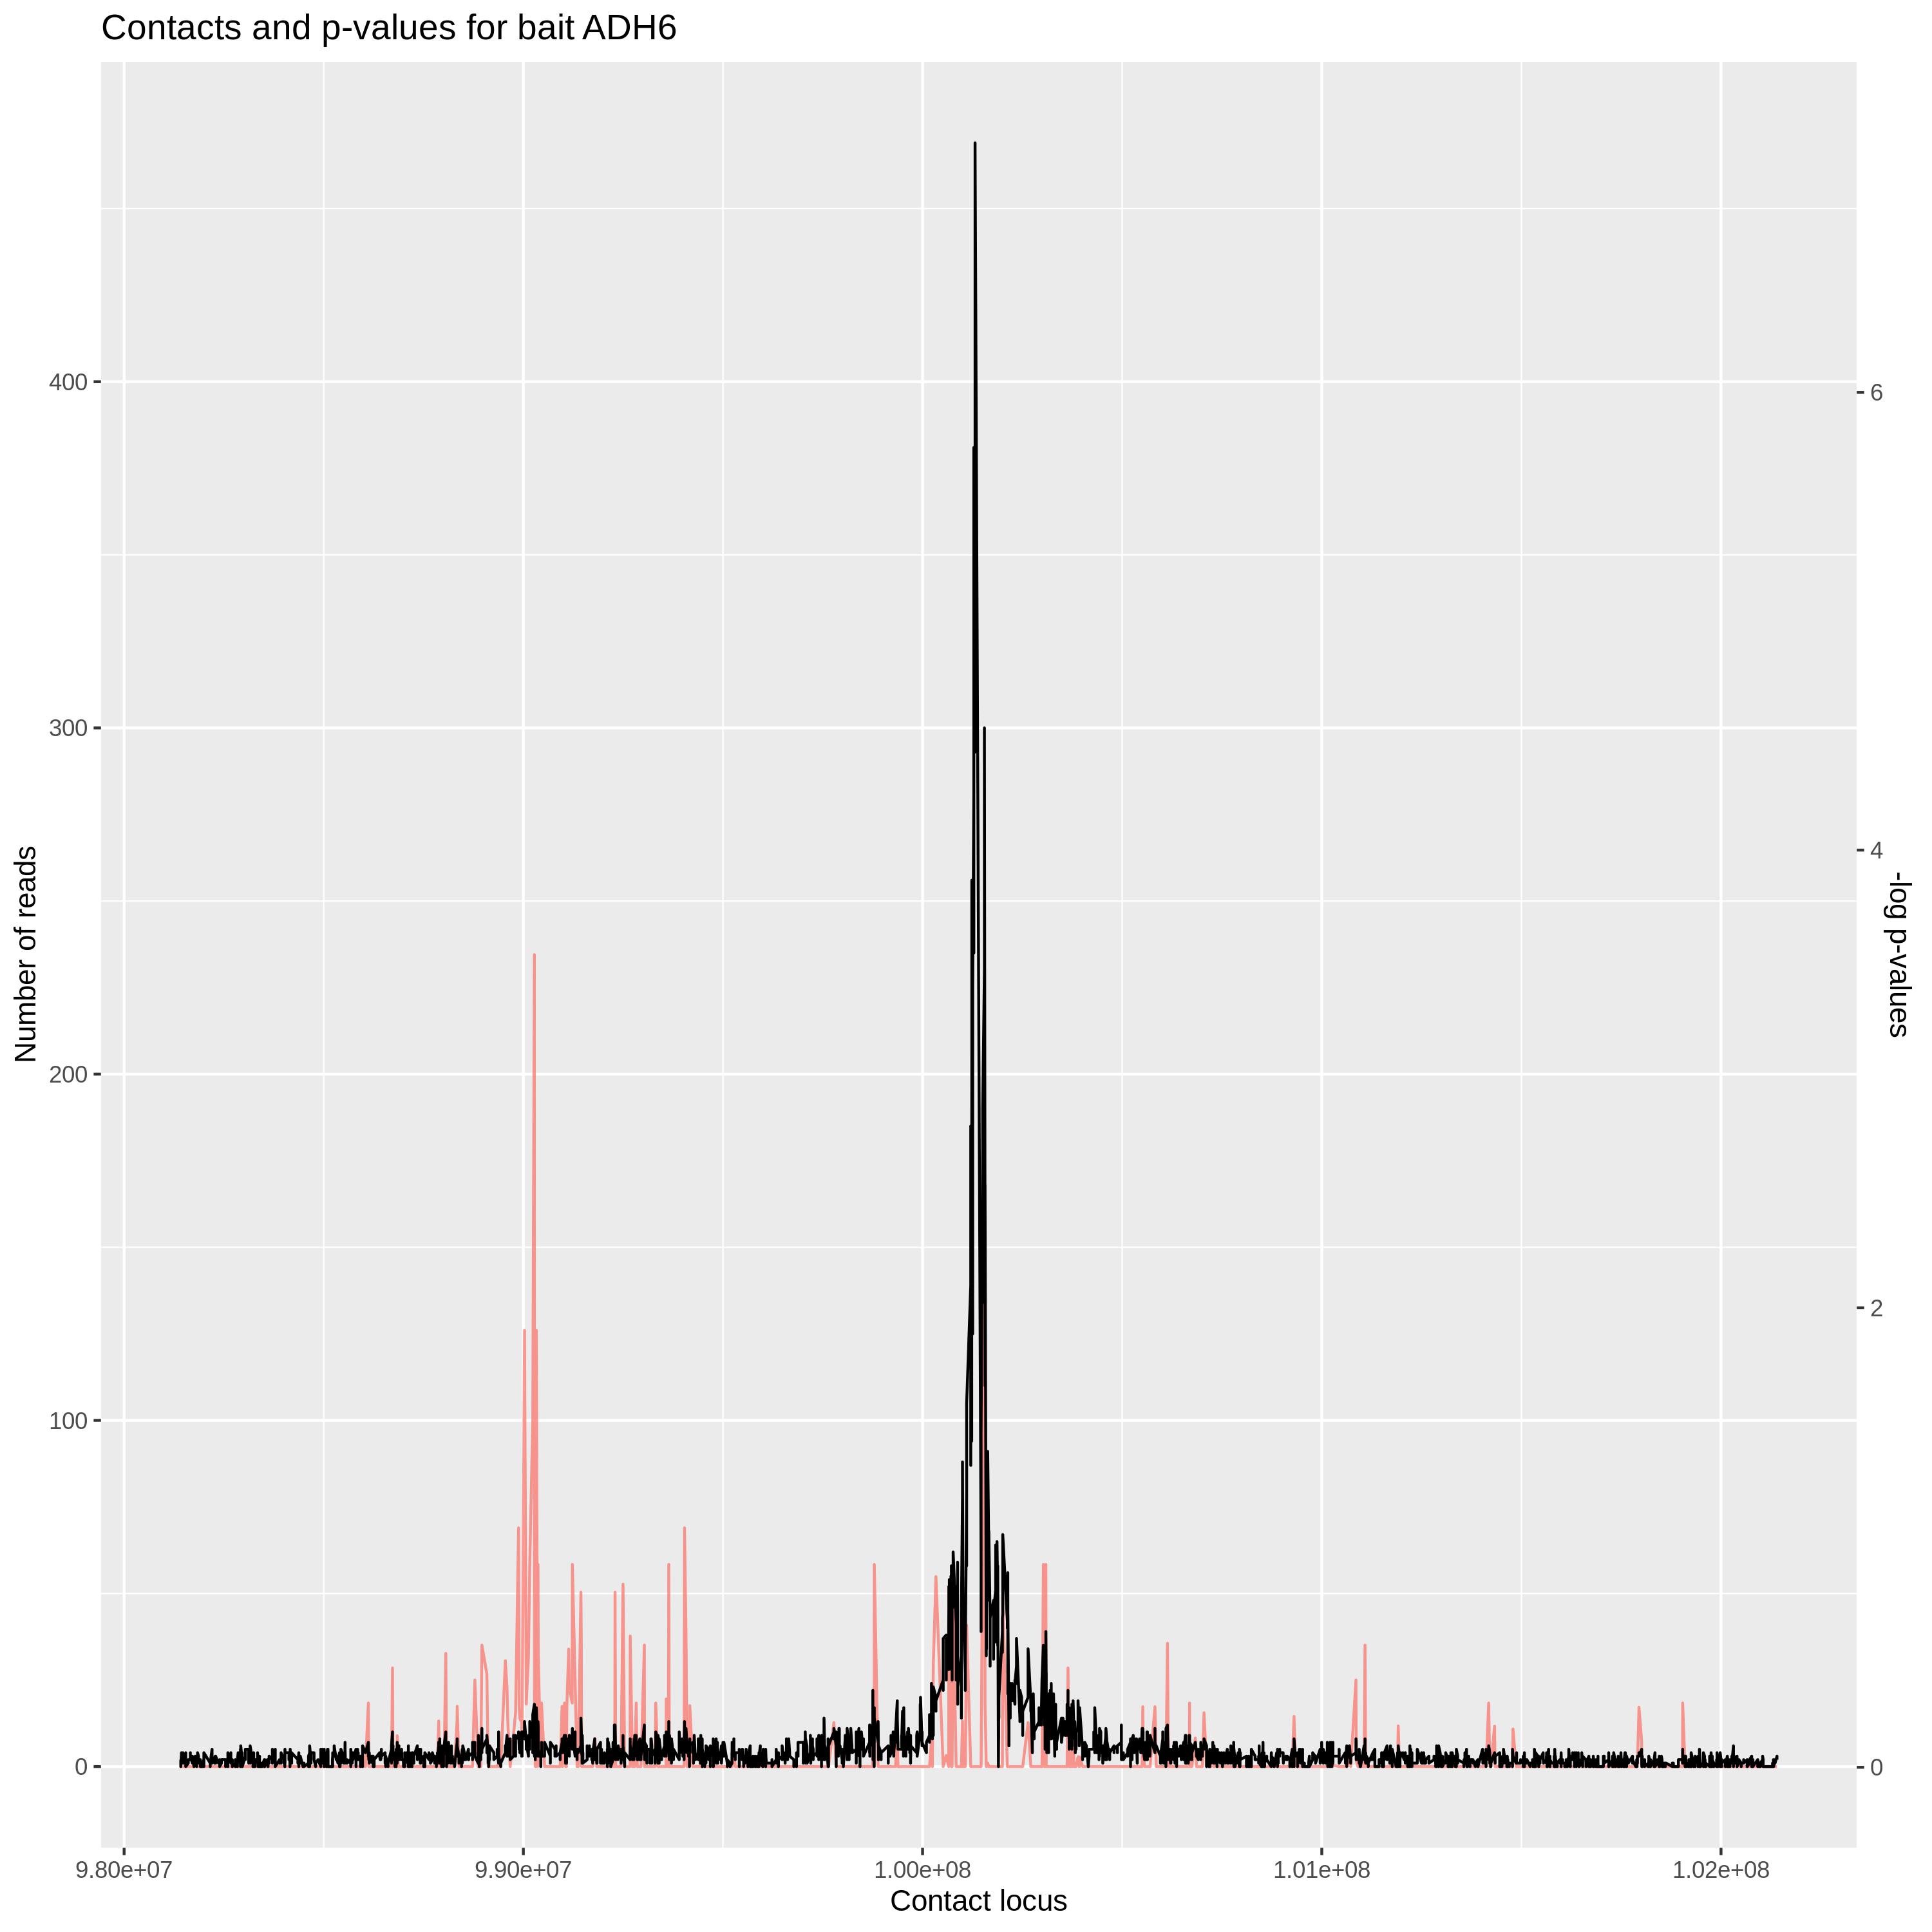 Contacts and p-values for bait ADH6
Number of reads
400
300
200
100
0
6
4
2
0
-log p-values
9.80e+07
9.90e+07
1.00e+08
1.01e+08
1.02e+08
Contact locus